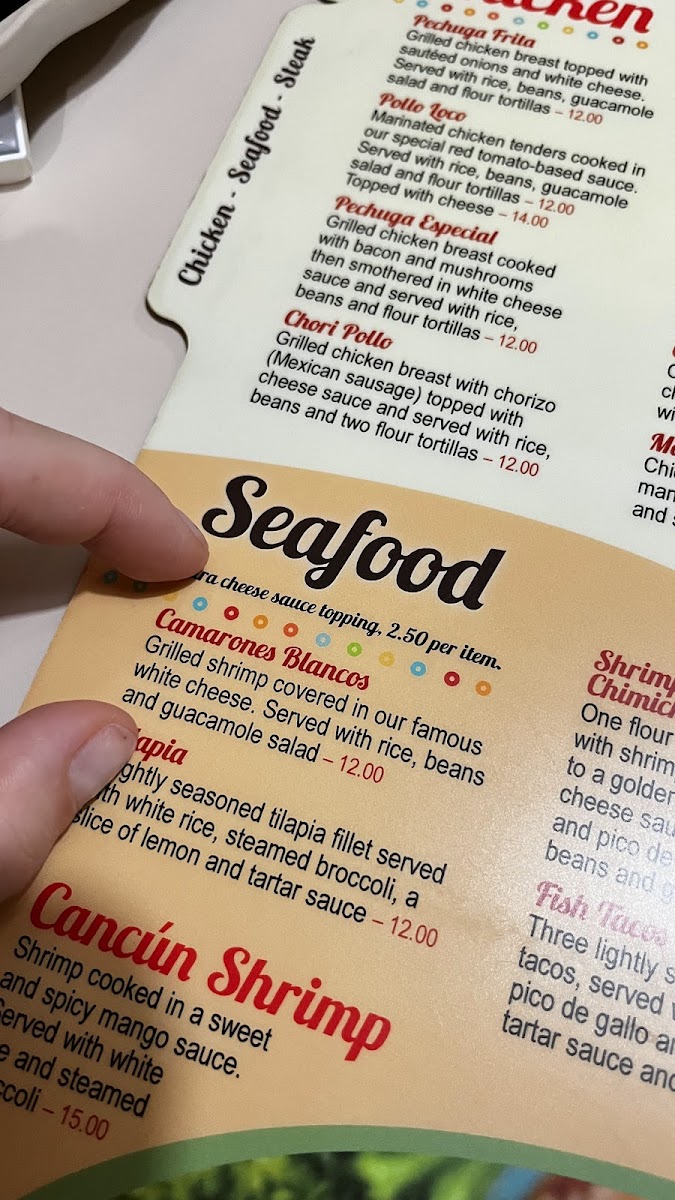 Chicken - Seafood - Steak
Pechuga Frita
Grilled chicken breast topped with
sautéed onions and white cheese.
Served with rice, beans, guacamole
salad and flour tortillas – 12.00
Pollo Loco
Marinated chicken tenders cooked in
our special red tomato-based sauce.
Served with rice, beans, guacamole
salad and flour tortillas – 12.00
Topped with cheese – 14.00
Pechuga Especial
Grilled chicken breast cooked
with bacon and mushrooms
then smothered in white cheese
sauce and served with rice,
beans and flour tortillas – 12.00
Chori Pollo
Grilled chicken breast with chorizo
(Mexican sausage) topped with
cheese sauce and served with rice,
beans and two flour tortillas – 12.00
Seafood
cheese sauce topping, 2.50 per item.
Camarones Blancos
Grilled shrimp covered in our famous
white cheese. Served with rice, beans
and guacamole salad – 12.00
seasoned tilapia fillet served
white rice, steamed broccoli, a
slice of lemon and tartar sauce – 12.00
Cancún Shrimp
Shrimp cooked in a sweet
and spicy mango sauce.
Served with white
and steamed
– 15.00
One flour
with shrim
to a golden
cheese
and pico de
beans and
Fish Tacos
Three lightly
tacos, served
pico de gallo
tartar sauce and